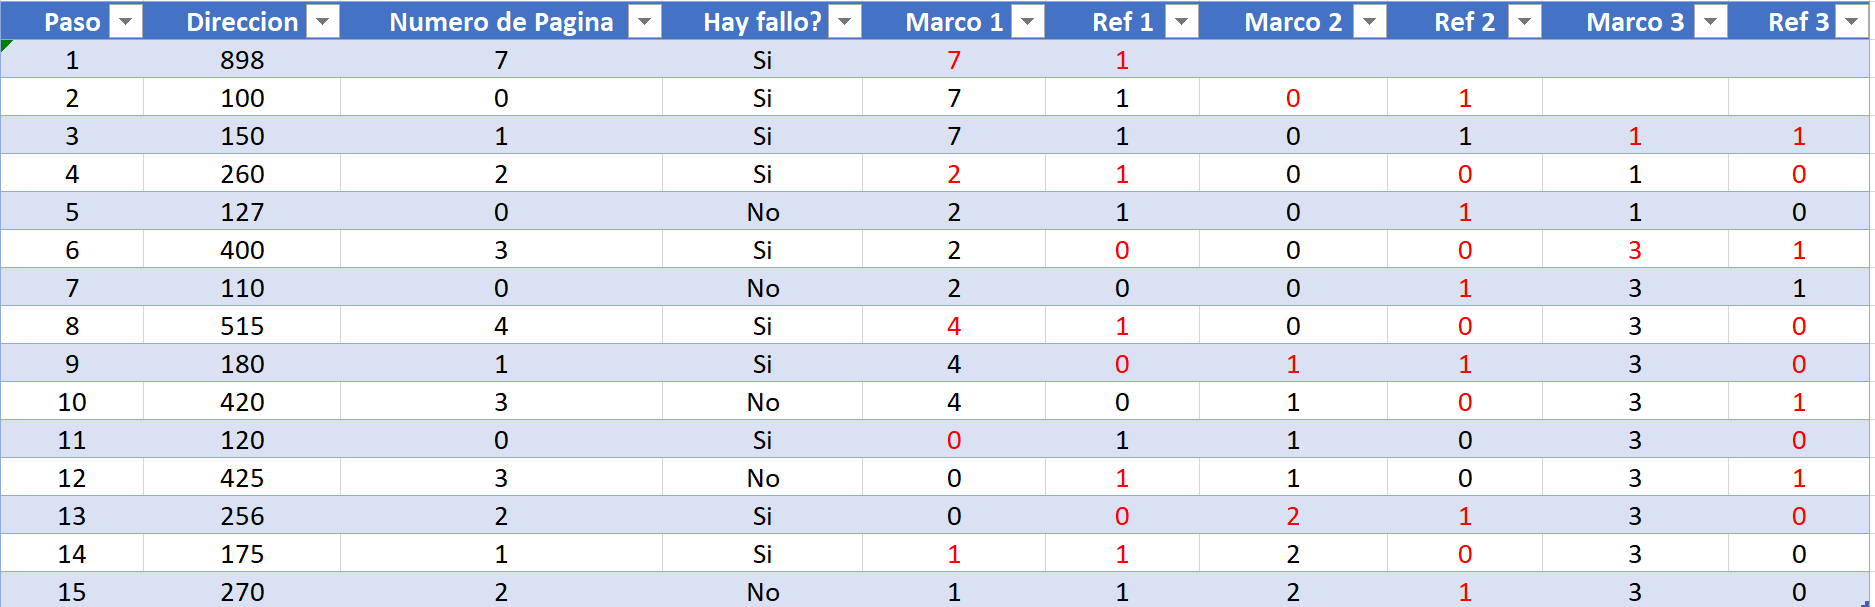 Paso Direccion Numero de Pagina Hay fallo? Marco 1 Ref 1 Marco 2 Ref 2 Marco 3 Ref 3
1 898 7 Si 7 1
2 100 0 Si 7 1 0 1
3 150 1 Si 7 1 0 1 1 1
4 260 2 Si 2 1 0 0 1 0
5 127 0 No 2 1 0 1 1 0
6 400 3 Si 2 0 0 0 3 1
7 110 0 No 2 0 0 1 3 1
8 515 4 Si 4 1 0 0 3 0
9 180 1 Si 4 0 1 1 3 0
10 420 3 No 4 0 1 0 3 1
11 120 0 Si 0 1 1 0 3 0
12 425 3 No 0 1 1 0 3 1
13 256 2 Si 0 0 2 1 3 0
14 175 1 Si 1 1 2 0 3 0
15 270 2 No 1 1 2 1 3 0